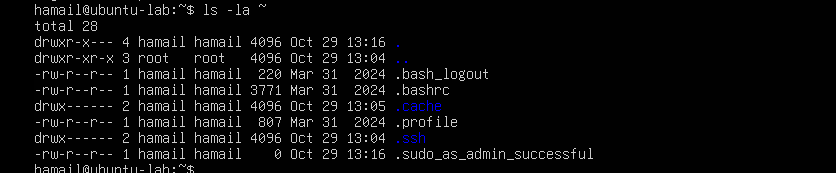 hamail@ubuntu-lab:~$ ls -la ~
total 28
drwxr-x--- 4 hamail hamail 4096 Oct 29 13:16 .
drwxr-xr-x 3 root   root   4096 Oct 29 13:04 ..
-rw-r--r-- 1 hamail hamail  220 Mar 31  2024 .bash_logout
-rw-r--r-- 1 hamail hamail 3771 Mar 31  2024 .bashrc
drwx------ 2 hamail hamail 4096 Oct 29 13:05 .cache
-rw-r--r-- 1 hamail hamail  807 Mar 31  2024 .profile
drwx------ 2 hamail hamail 4096 Oct 29 13:04 .ssh
-rw-r--r-- 1 hamail hamail    0 Oct 29 13:16 .sudo_as_admin_successful
hamail@ubuntu-lab:~$